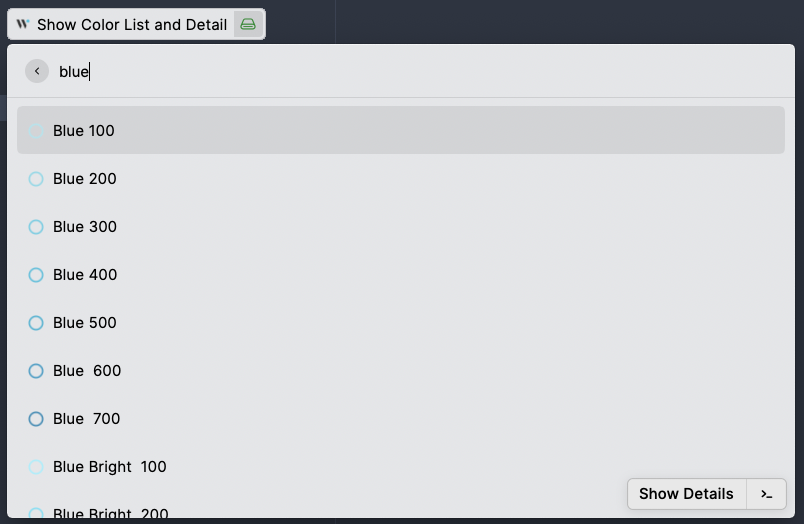 Show Color List and Detail
blue
Blue 100
Blue 200
Blue 300
Blue 400
Blue 500
Blue  600
Blue  700
Blue Bright  100
Blue Bright  200
Show Details